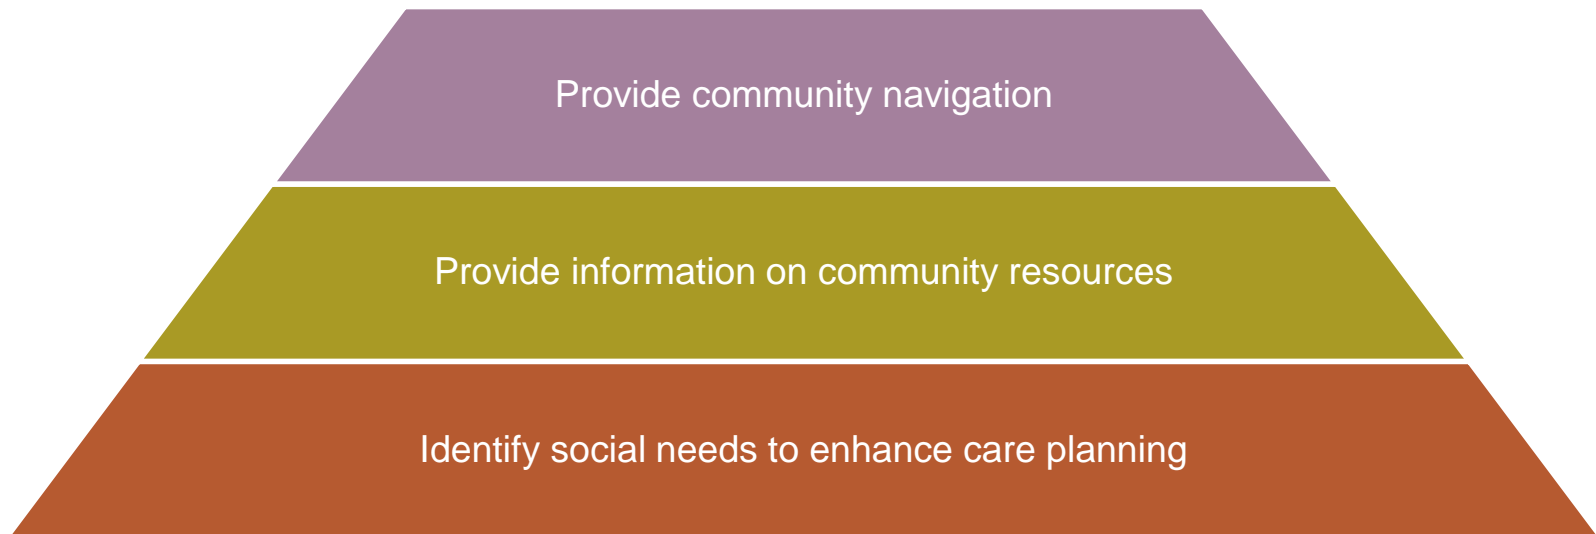 Provide community navigation
Provide information on community resources
Identify social needs to enhance care planning